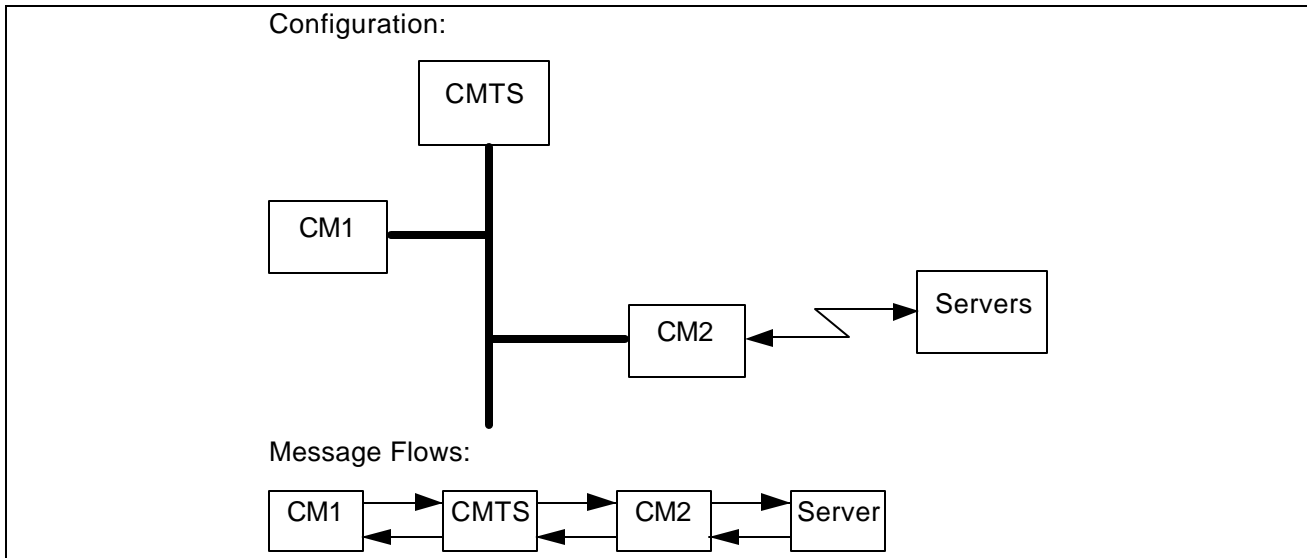 Configuration:
CMTS
CM1
CM2
Servers
Message Flows:
CM1 CMTS CM2 Server